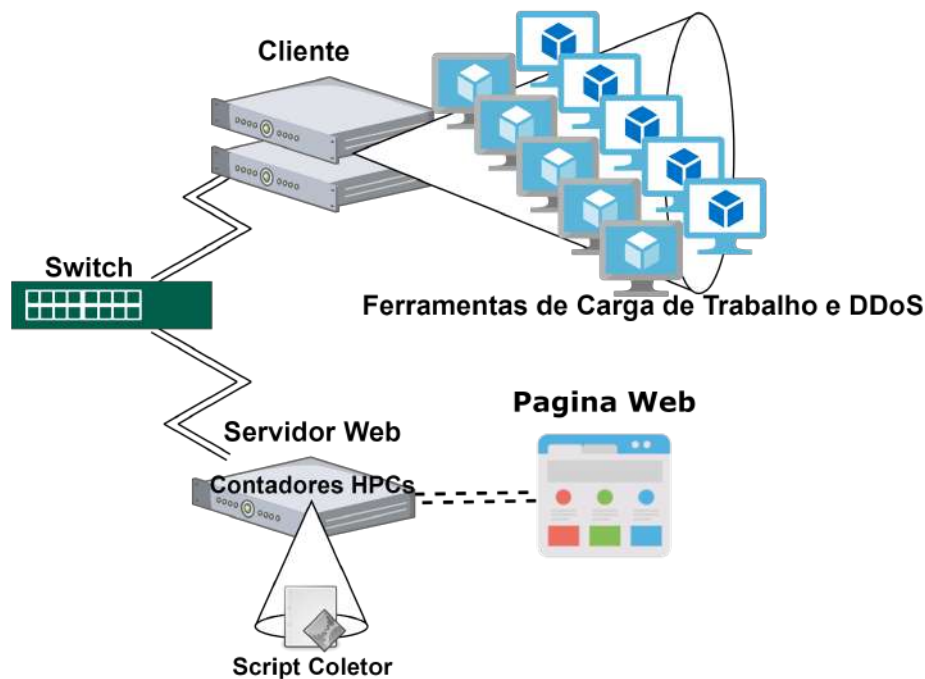 Cliente
Switch
Ferramentas de Carga de Trabalho e DDoS
Pagina Web
Servidor Web
Contadores HPCs
Script Coletor